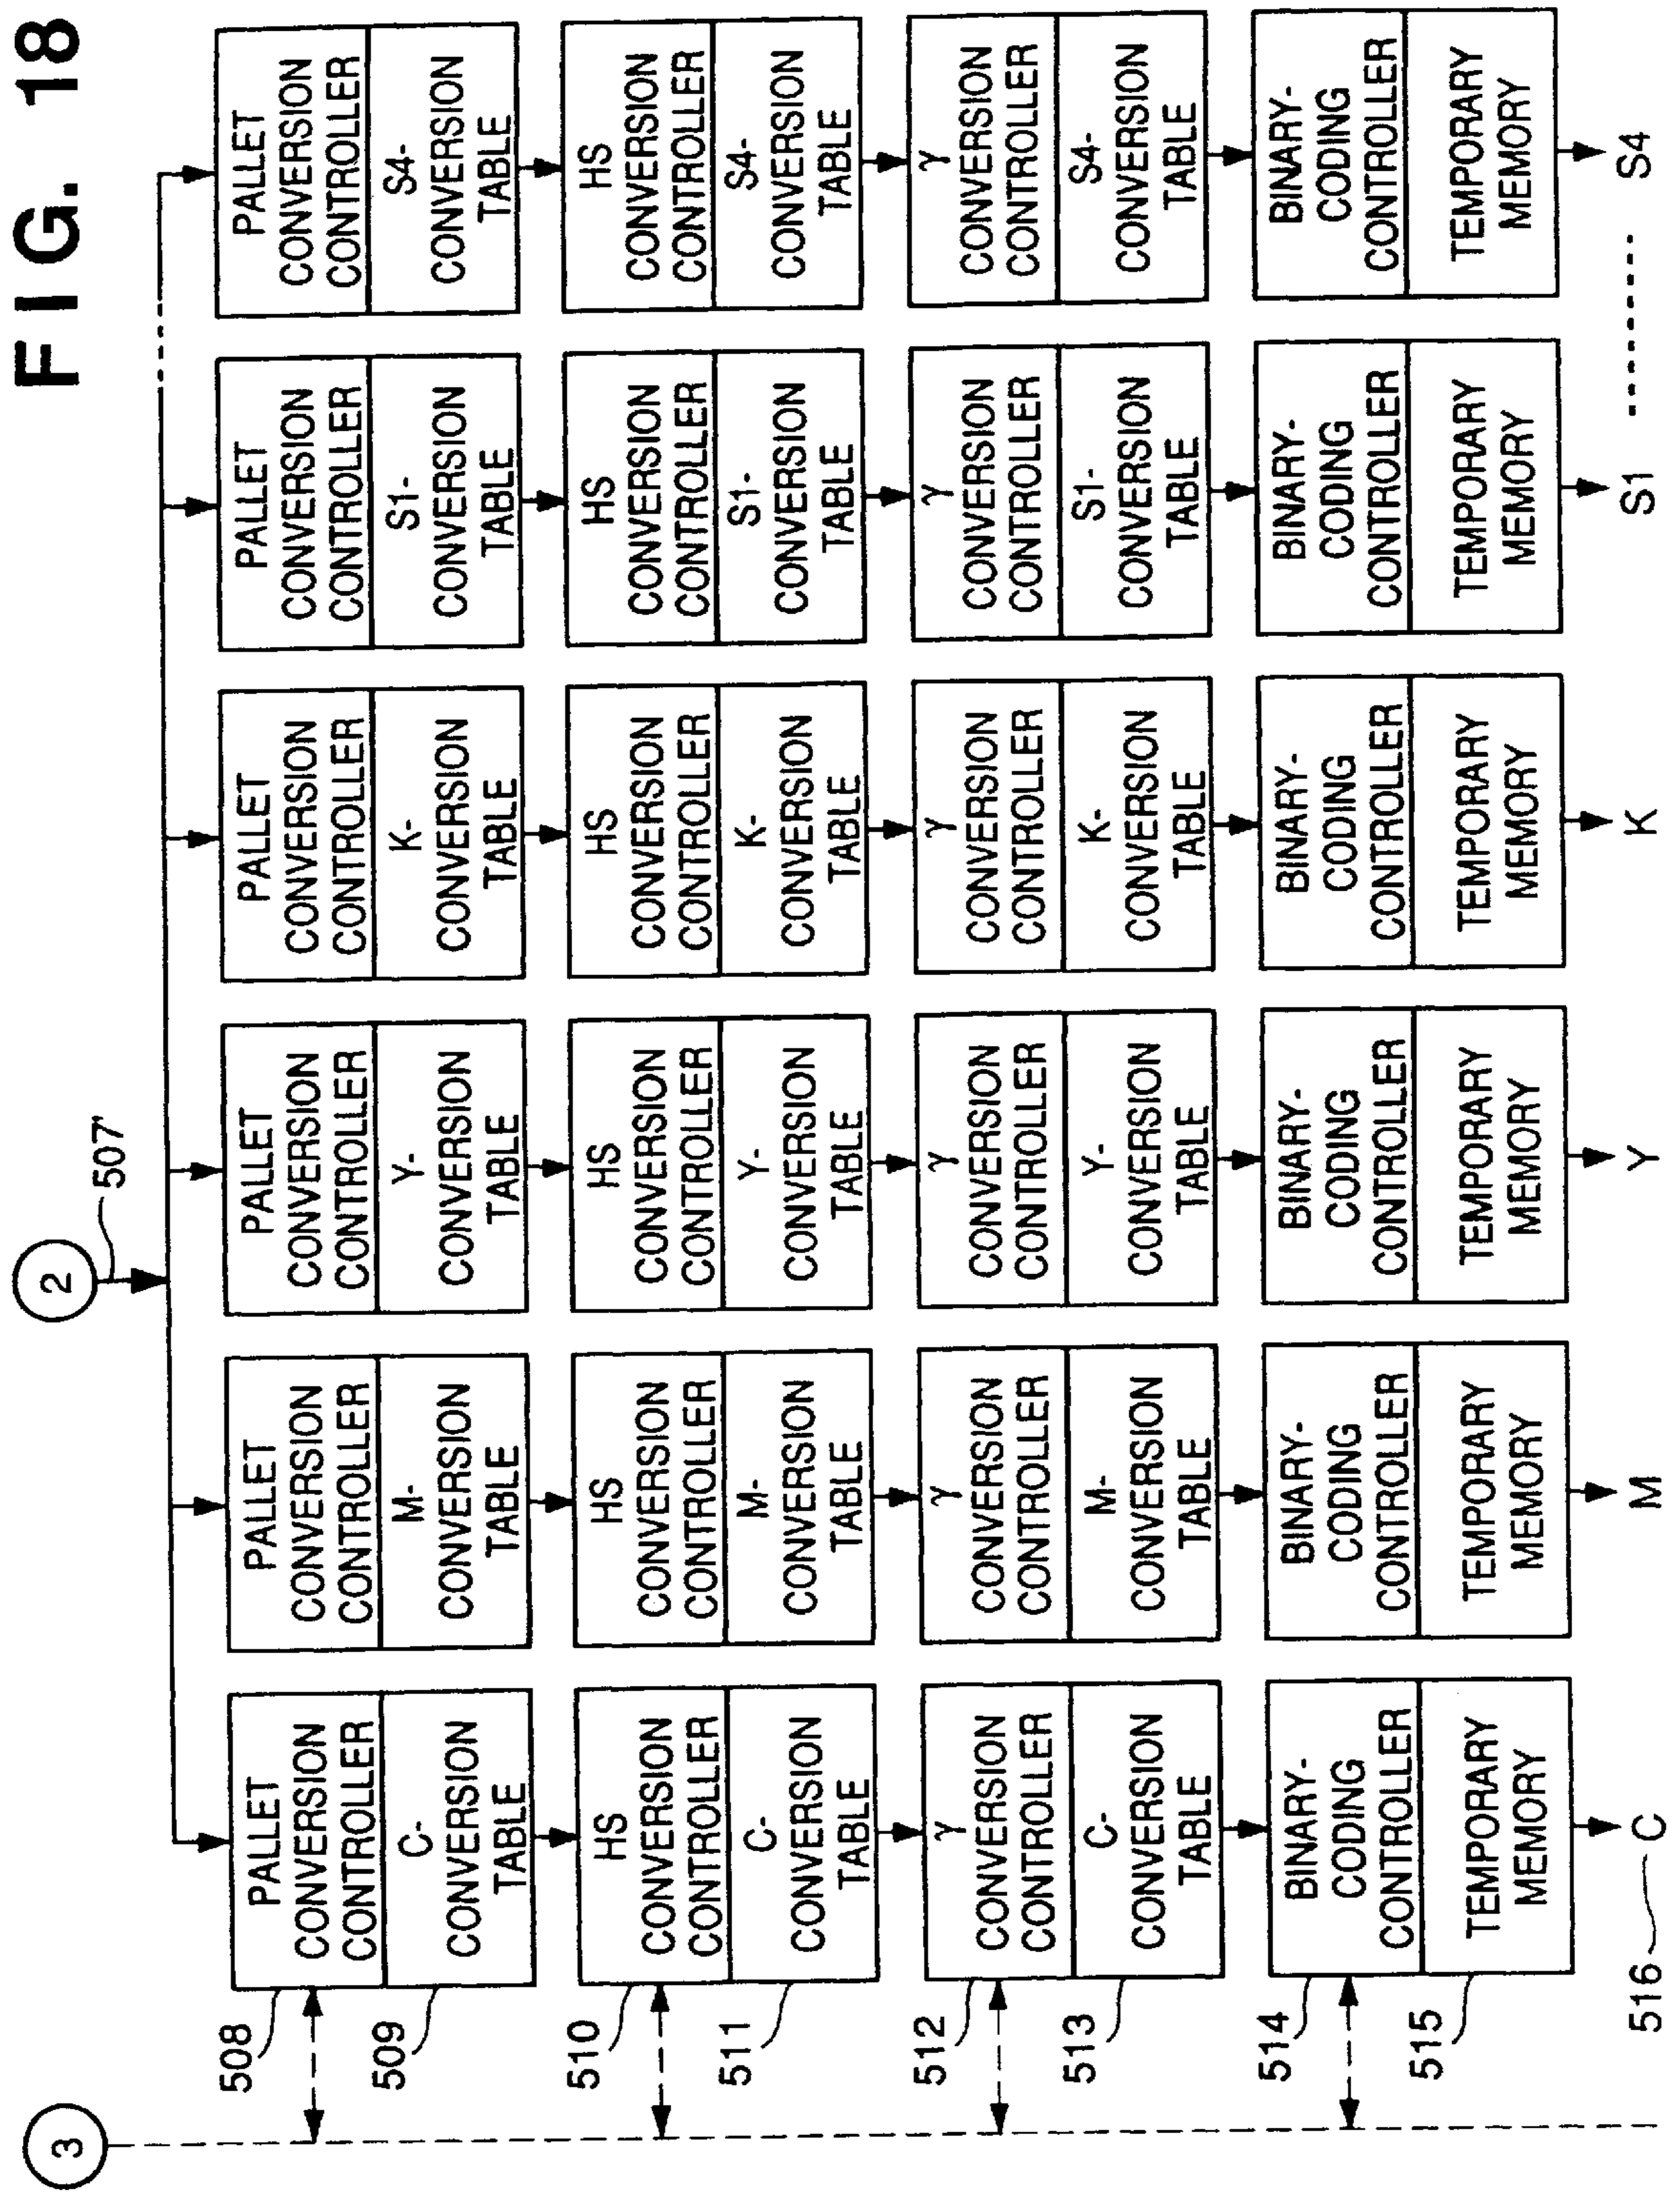 FIG. 18
2
507'
3
508
PALLET
CONVERSION
CONTROLLER
509
C-
CONVERSION
TABLE
510
HS
CONVERSION
CONTROLLER
511
C-
CONVERSION
TABLE
512
γ
CONVERSION
CONTROLLER
513
C-
CONVERSION
TABLE
514
BINARY-
CODING
CONTROLLER
515
TEMPORARY
MEMORY
516
C
PALLET
CONVERSION
CONTROLLER
M-
CONVERSION
TABLE
HS
CONVERSION
CONTROLLER
M-
CONVERSION
TABLE
γ
CONVERSION
CONTROLLER
M-
CONVERSION
TABLE
BINARY-
CODING
CONTROLLER
TEMPORARY
MEMORY
M
PALLET
CONVERSION
CONTROLLER
Y-
CONVERSION
TABLE
HS
CONVERSION
CONTROLLER
Y-
CONVERSION
TABLE
γ
CONVERSION
CONTROLLER
Y-
CONVERSION
TABLE
BINARY-
CODING
CONTROLLER
TEMPORARY
MEMORY
Y
PALLET
CONVERSION
CONTROLLER
K-
CONVERSION
TABLE
HS
CONVERSION
CONTROLLER
K-
CONVERSION
TABLE
γ
CONVERSION
CONTROLLER
K-
CONVERSION
TABLE
BINARY-
CODING
CONTROLLER
TEMPORARY
MEMORY
K
PALLET
CONVERSION
CONTROLLER
S1-
CONVERSION
TABLE
HS
CONVERSION
CONTROLLER
S1-
CONVERSION
TABLE
γ
CONVERSION
CONTROLLER
S1-
CONVERSION
TABLE
BINARY-
CODING
CONTROLLER
TEMPORARY
MEMORY
S1
PALLET
CONVERSION
CONTROLLER
S4-
CONVERSION
TABLE
HS
CONVERSION
CONTROLLER
S4-
CONVERSION
TABLE
γ
CONVERSION
CONTROLLER
S4-
CONVERSION
TABLE
BINARY-
CODING
CONTROLLER
TEMPORARY
MEMORY
S4